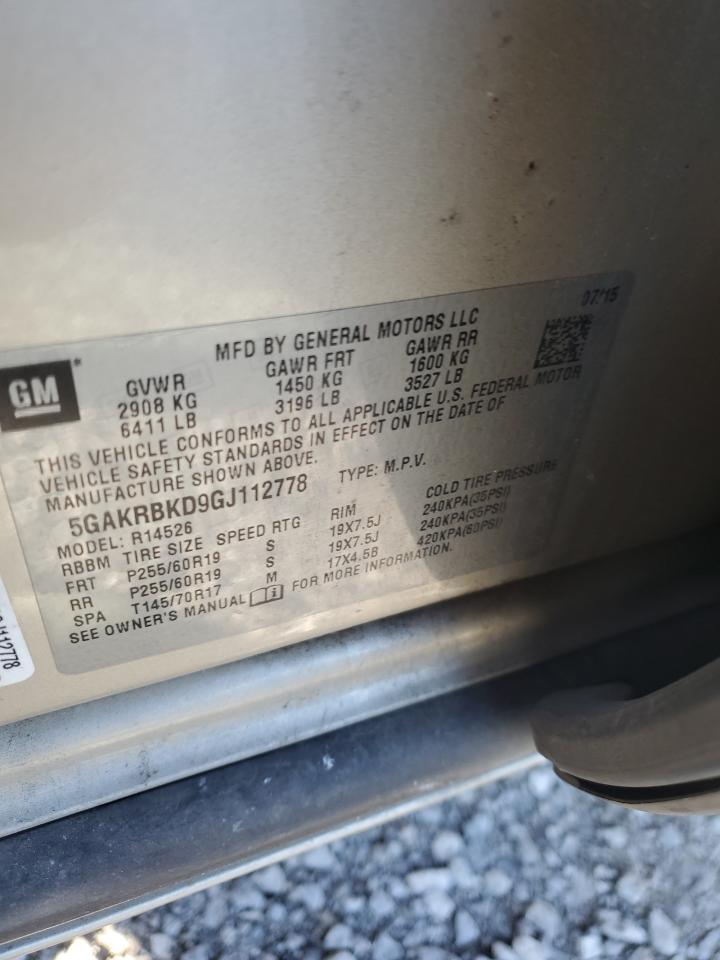 07/15
MFD BY GENERAL MOTORS LLC
GM
GVWR GAWR FRT GAWR RR
2908 KG 1450 KG 1600 KG
6411 LB 3196 LB 3527 LB
THIS VEHICLE CONFORMS TO ALL APPLICABLE U.S. FEDERAL MOTOR
VEHICLE SAFETY STANDARDS IN EFFECT ON THE DATE OF
MANUFACTURE SHOWN ABOVE.
5GAKRBKD9GJ112778 TYPE: M.P.V.
MODEL: R14526
RBBM TIRE SIZE SPEED RTG RIM COLD TIRE PRESSURE
FRT P255/60R19 S 19X7.5J 240KPA(35PSI)
RR P255/60R19 S 19X7.5J 240KPA(35PSI)
SPA T145/70R17 M 17X4.5B 420KPA(60PSI)
SEE OWNER'S MANUAL FOR MORE INFORMATION.
J112778